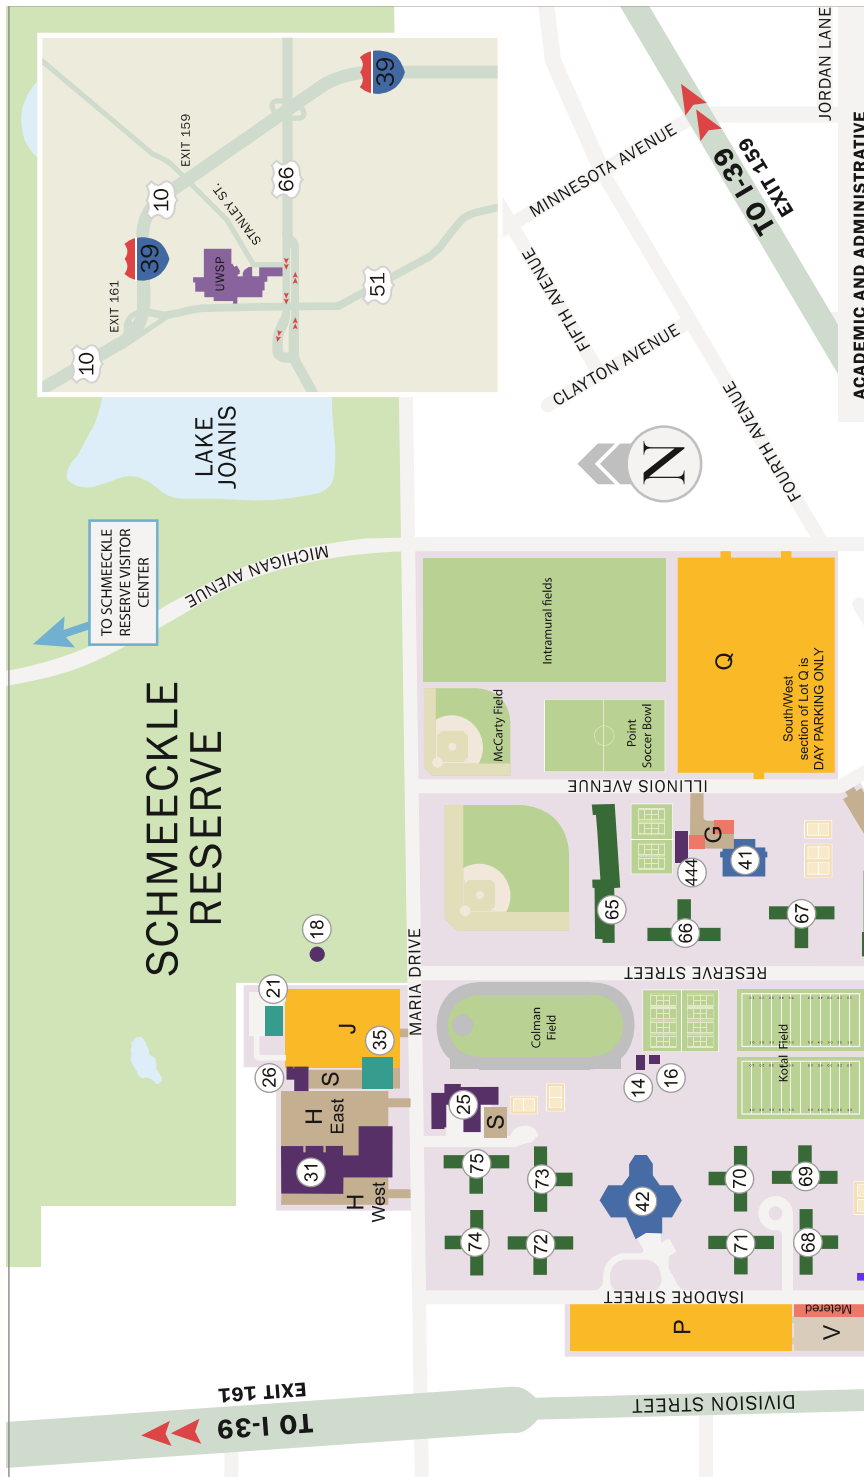 10
EXIT 161
39
10
EXIT 159
STANLEY ST.
UWSP
66
51
39
LAKE
JOANIS
TO SCHMEECKLE
RESERVE VISITOR
CENTER
MICHIGAN AVENUE
SCHMEECKLE
RESERVE
MINNESOTA AVENUE
JORDAN LANE
TO I-39
EXIT 159
FIFTH AVENUE
CLAYTON AVENUE
FOURTH AVENUE
N
ACADEMIC AND ADMINISTRATIVE
Intramural fields
Q
South/West
section of Lot Q is
DAY PARKING ONLY
McCarty Field
Point
Soccer Bowl
ILLINOIS AVENUE
G
444
41
65
66
67
RESERVE STREET
MARIA DRIVE
18
21
J
35
26
S
H
East
31
H
West
Colman
Field
14
16
Kotal Field
25
S
75
73
74
72
42
70
69
71
68
ISADORE STREET
P
Metered
V
EXIT 161
TO I-39
DIVISION STREET